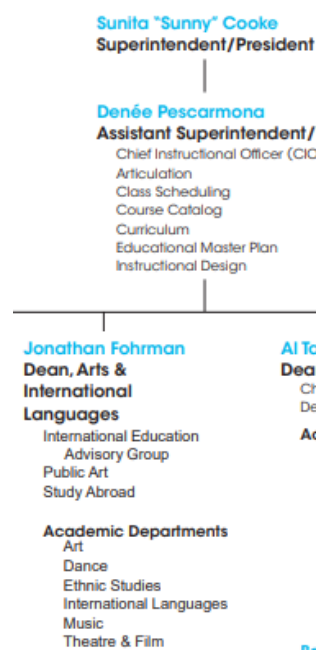 Sunita "Sunny" Cooke
Superintendent/President
Denée Pescarmona
Assistant Superintendent/
Chief Instructional Officer (CIO
Articulation
Class Scheduling
Course Catalog
Curriculum
Educational Master Plan
Instructional Design
Jonathan Fohrman
Dean, Arts &
International
Languages
International Education
Advisory Group
Public Art
Study Abroad
Academic Departments
Art
Dance
Ethnic Studies
International Languages
Music
Theatre & Film
Al